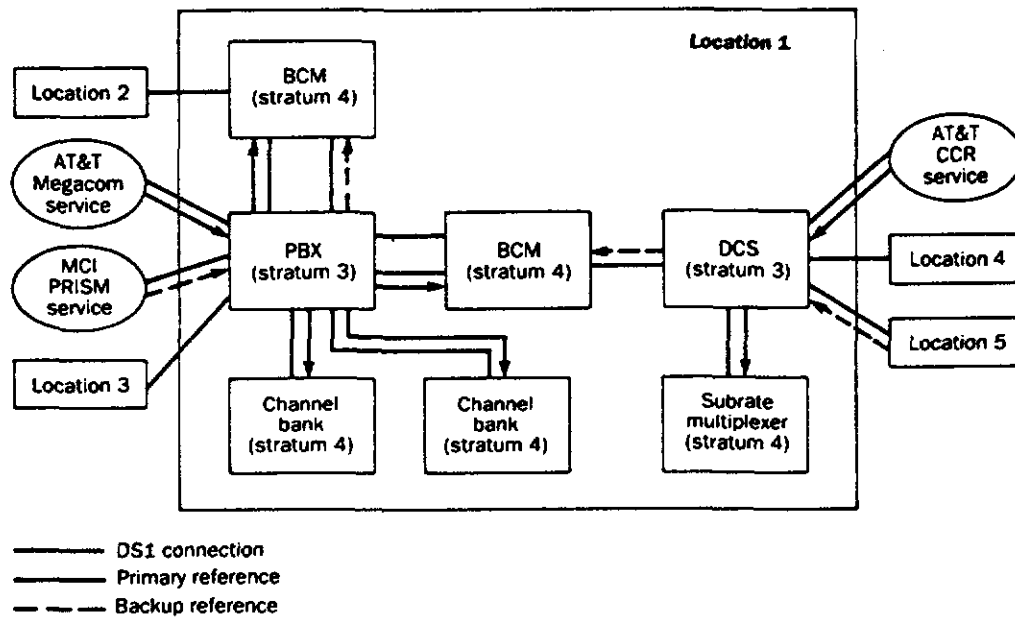 Location 1
BCM
(stratum 4)
Location 2
AT&T
Megacom
service
AT&T
CCR
service
PBX
(stratum 3)
BCM
(stratum 4)
DCS
(stratum 3)
MCI
PRISM
service
Location 4
Location 5
Location 3
Channel
bank
(stratum 4)
Channel
bank
(stratum 4)
Subrate
multiplexer
(stratum 4)
DS1 connection
Primary reference
Backup reference